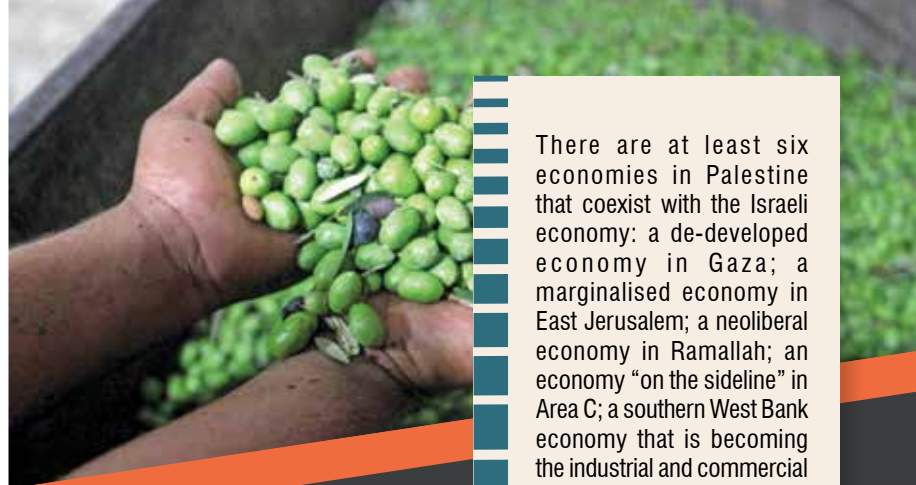 There are at least six
economies in Palestine
that coexist with the Israeli
economy: a de-developed
economy in Gaza; a
marginalised economy in
East Jerusalem; a neoliberal
economy in Ramallah; an
economy “on the sideline” in
Area C; a southern West Bank
economy that is becoming
the industrial and commercial